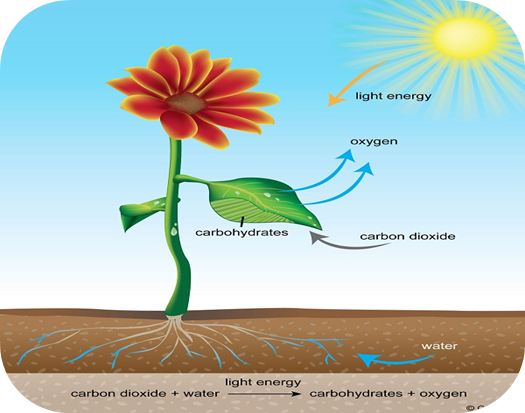 light energy
oxygen
carbohydrates
carbon dioxide
water
light energy
carbon dioxide + water ⟶ carbohydrates + oxygen
©